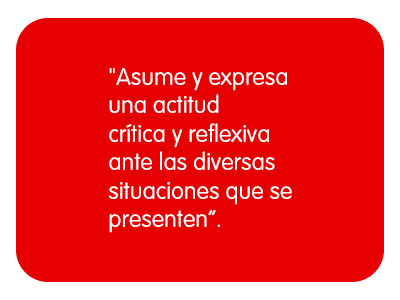 "Asume y expresa
una actitud
crítica y reflexiva
ante las diversas
situaciones que se
presenten”.